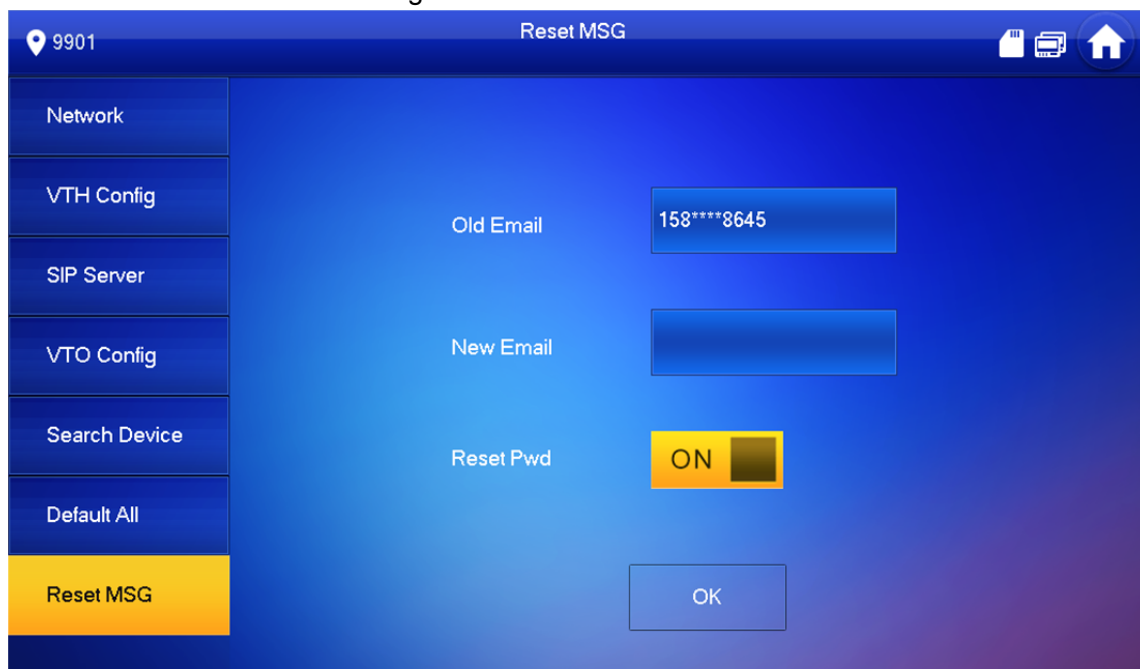 Reset MSG
9901
Network
VTH Config
SIP Server
VTO Config
Search Device
Default All
Reset MSG
Old Email
158****8645
New Email
Reset Pwd
ON
OK